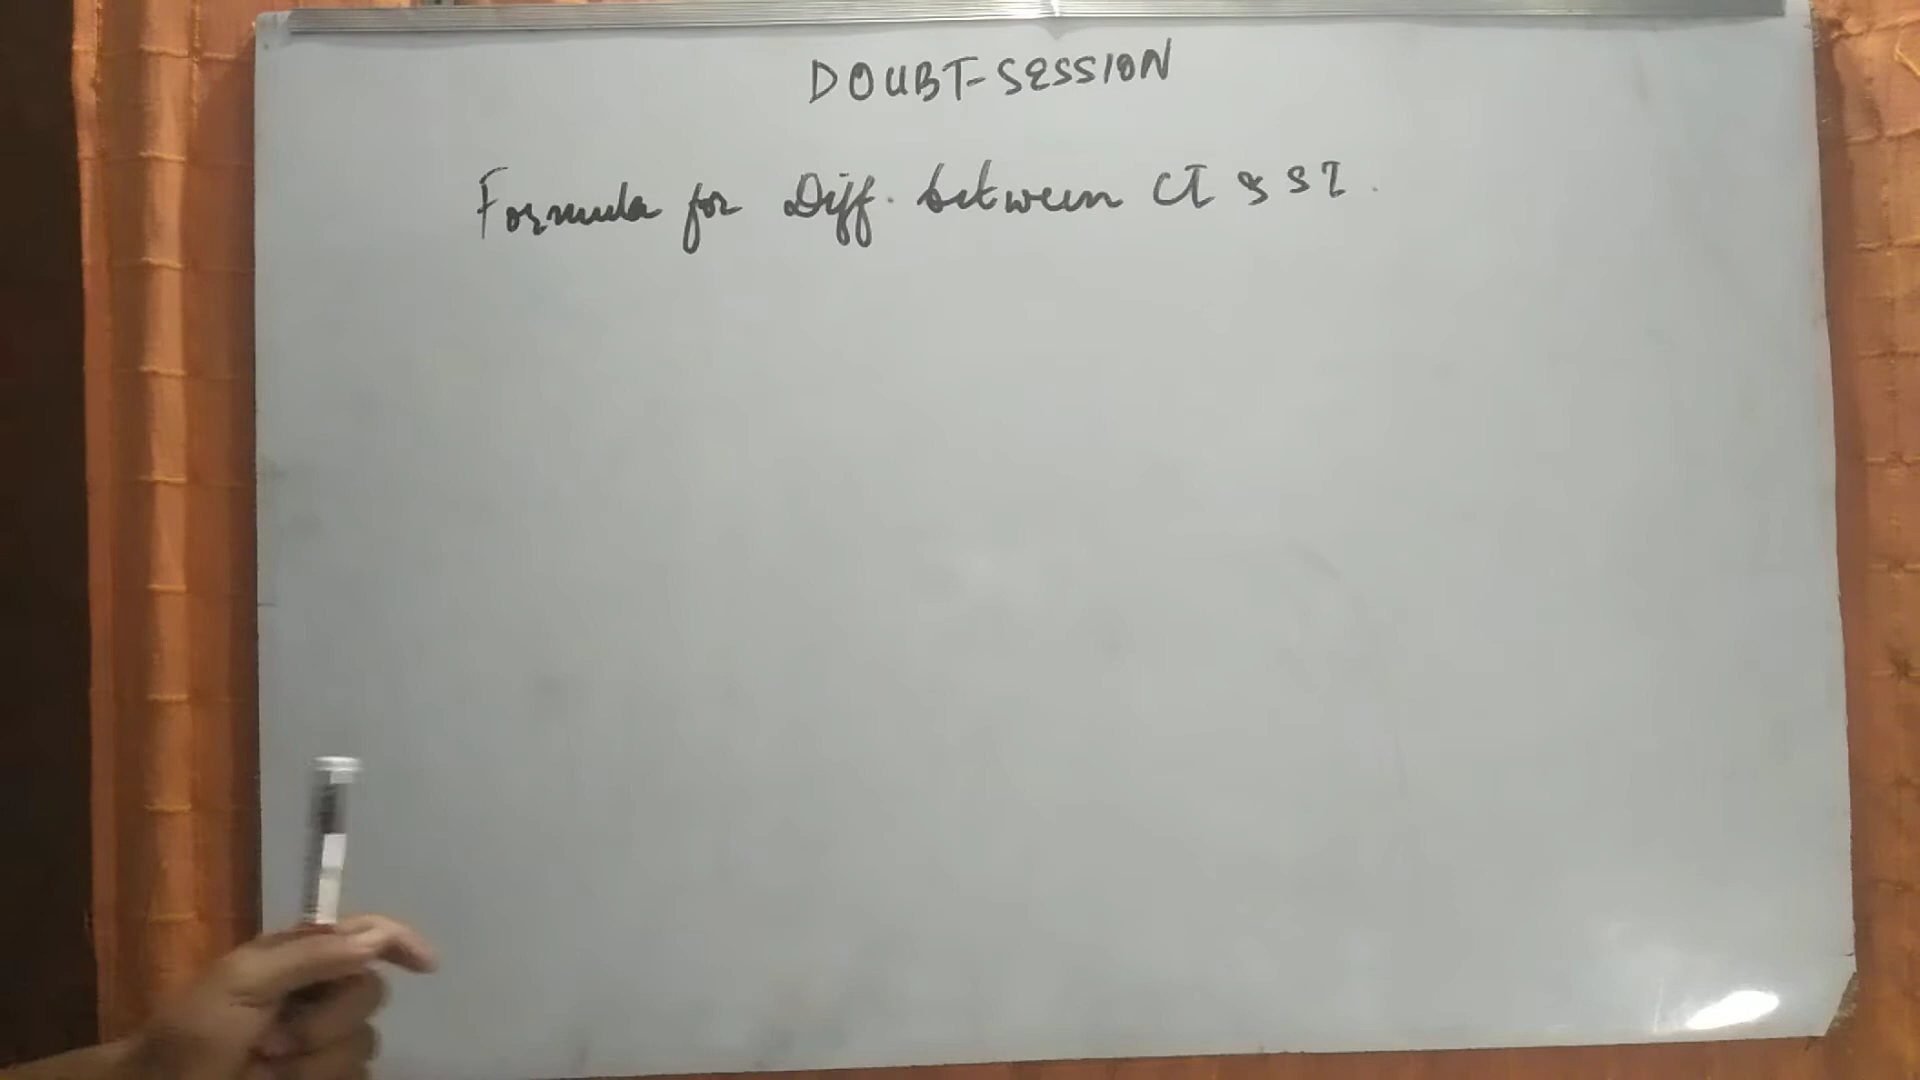 DOUBT-SESSION
Formula for Diff. between CI & SI.